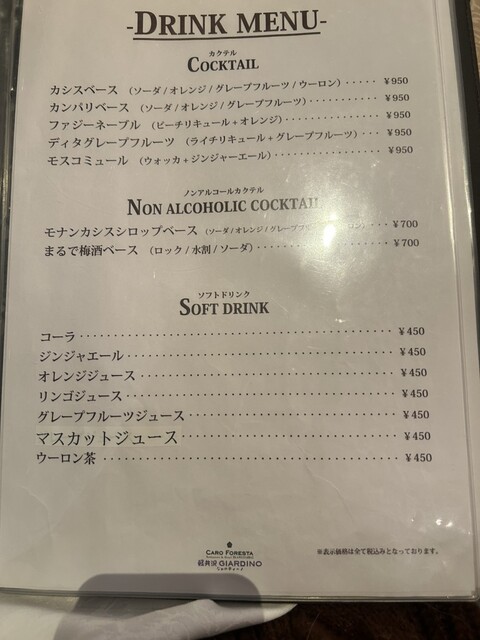 -DRINK MENU-
カクテル
COCKTAIL
カシスベース (ソーダ / オレンジ / グレープフルーツ / ウーロン) ····· ¥950
カンパリベース (ソーダ / オレンジ / グレープフルーツ) ··········· ¥950
ファジーネーブル (ピーチリキュール + オレンジ) ··············· ¥950
ディタグレープフルーツ (ライチリキュール + グレープフルーツ) ··· ¥950
モスコミュール (ウォッカ + ジンジャーエール) ················ ¥950
ノンアルコールカクテル
NON ALCOHOLIC COCKTAIL
モナンカシスシロップベース (ソーダ / オレンジ / グレープフルーツ ロン) ···· ¥700
まるで梅酒ベース (ロック / 水割 / ソーダ) ···················· ¥700
ソフトドリンク
SOFT DRINK
コーラ ·················································· ¥450
ジンジャエール ·········································· ¥450
オレンジジュース ········································ ¥450
リンゴジュース ·········································· ¥450
グレープフルーツジュース ································ ¥450
マスカットジュース ······································ ¥450
ウーロン茶 ·············································· ¥450
CARO FORESTA
軽井沢 GIARDINO
※表示価格は全て税込みとなっております。